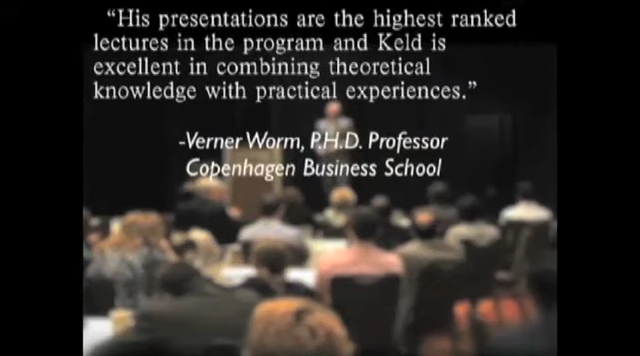 “His presentations are the highest ranked
lectures in the program and Keld is
excellent in combining theoretical
knowledge with practical experiences.”
-Verner Worm, P.H.D. Professor
Copenhagen Business School